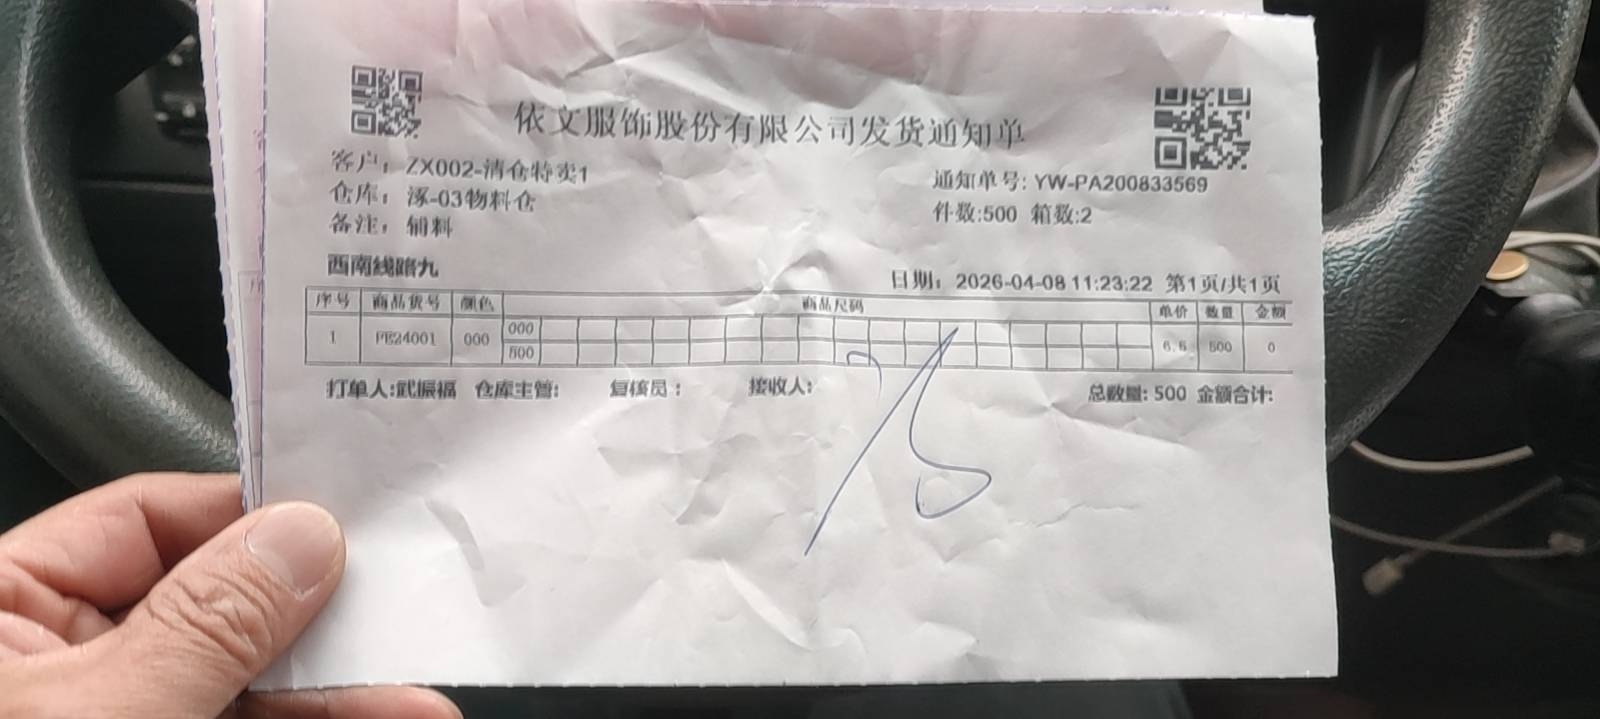 依文服饰股份有限公司发货通知单
客户： ZX002-清仓特卖1
通知单号: YW-PA200833569
仓库： 涿-03物料仓
件数:500 箱数:2
备注： 辅料
西南线路九
日期： 2026-04-08 11:23:22 第1页/共1页
序号 商品货号 颜色 商品尺码 单价 数量 金额
1 PE24001 000 000 500 6.5 500 0
打单人:武振福 仓库主管: 复核员： 接收人: 总数量: 500 金额合计: